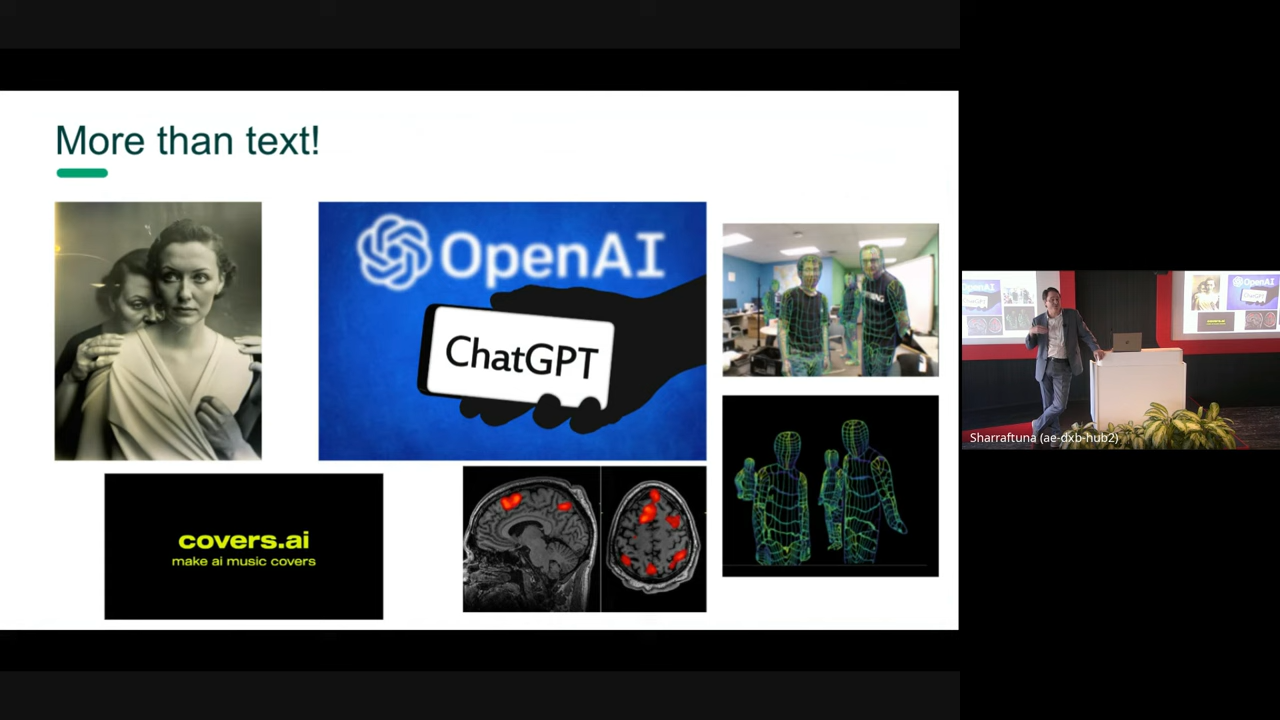 More than text!
OpenAI
ChatGPT
covers.ai
make ai music covers
Sharraftuna (ae-dxb-hub2)